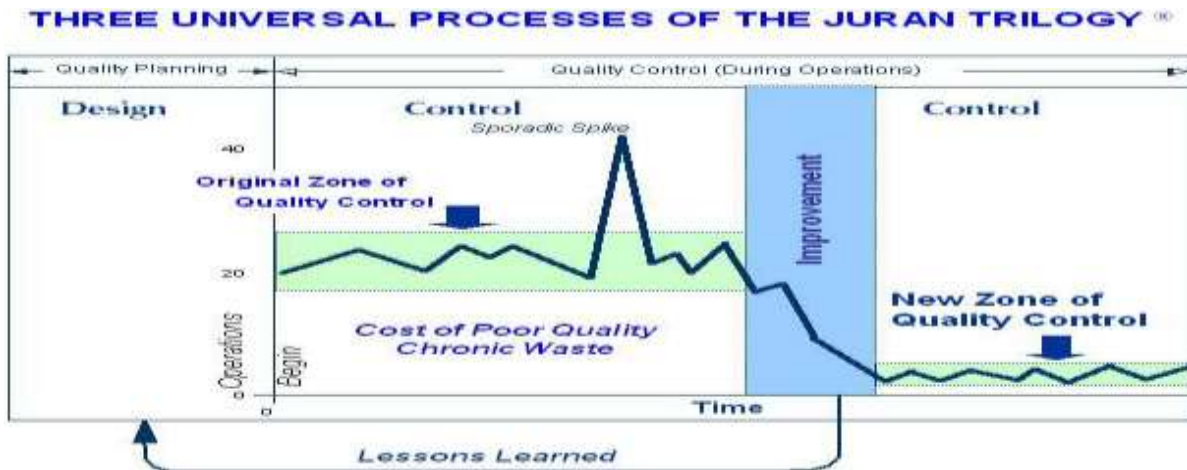 THREE UNIVERSAL PROCESSES OF THE JURAN TRILOGY ®
Quality Planning
Quality Control (During Operations)
Design
Control
Control
Sporadic Spike
40
Original Zone of
Quality Control
Improvement
20
New Zone of
Quality Control
Cost of Poor Quality
Chronic Waste
Operations
Begin
0
0
Time
Lessons Learned